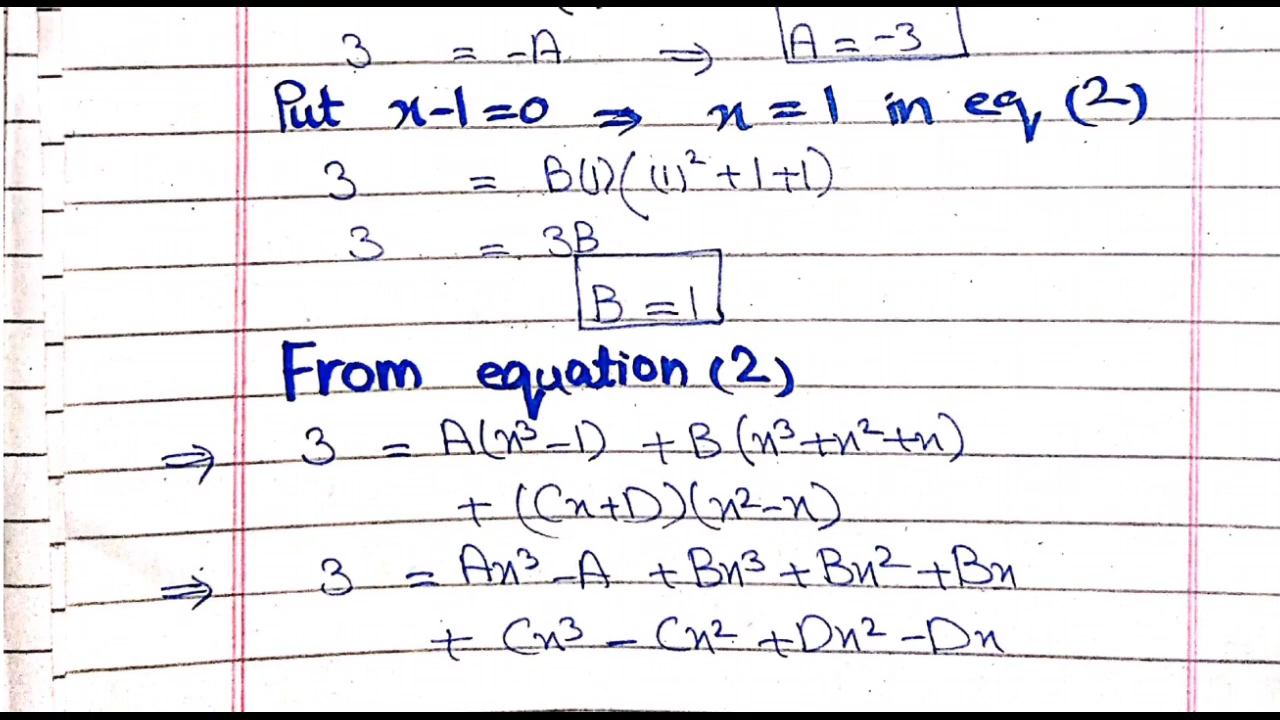 3 = -A ⇒ A = -3
Put x-1=0 ⇒ x=1 in eq (2)
3 = B(1)((1)² + 1+1)
3 = 3B
B = 1
From equation (2)
⇒ 3 = A(x³-1) + B(x³+x²+x)
+ (Cx+D)(x²-x)
⇒ 3 = Ax³ -A + Bx³ + Bx² + Bx
+ Cx³ - Cx² + Dx² - Dx